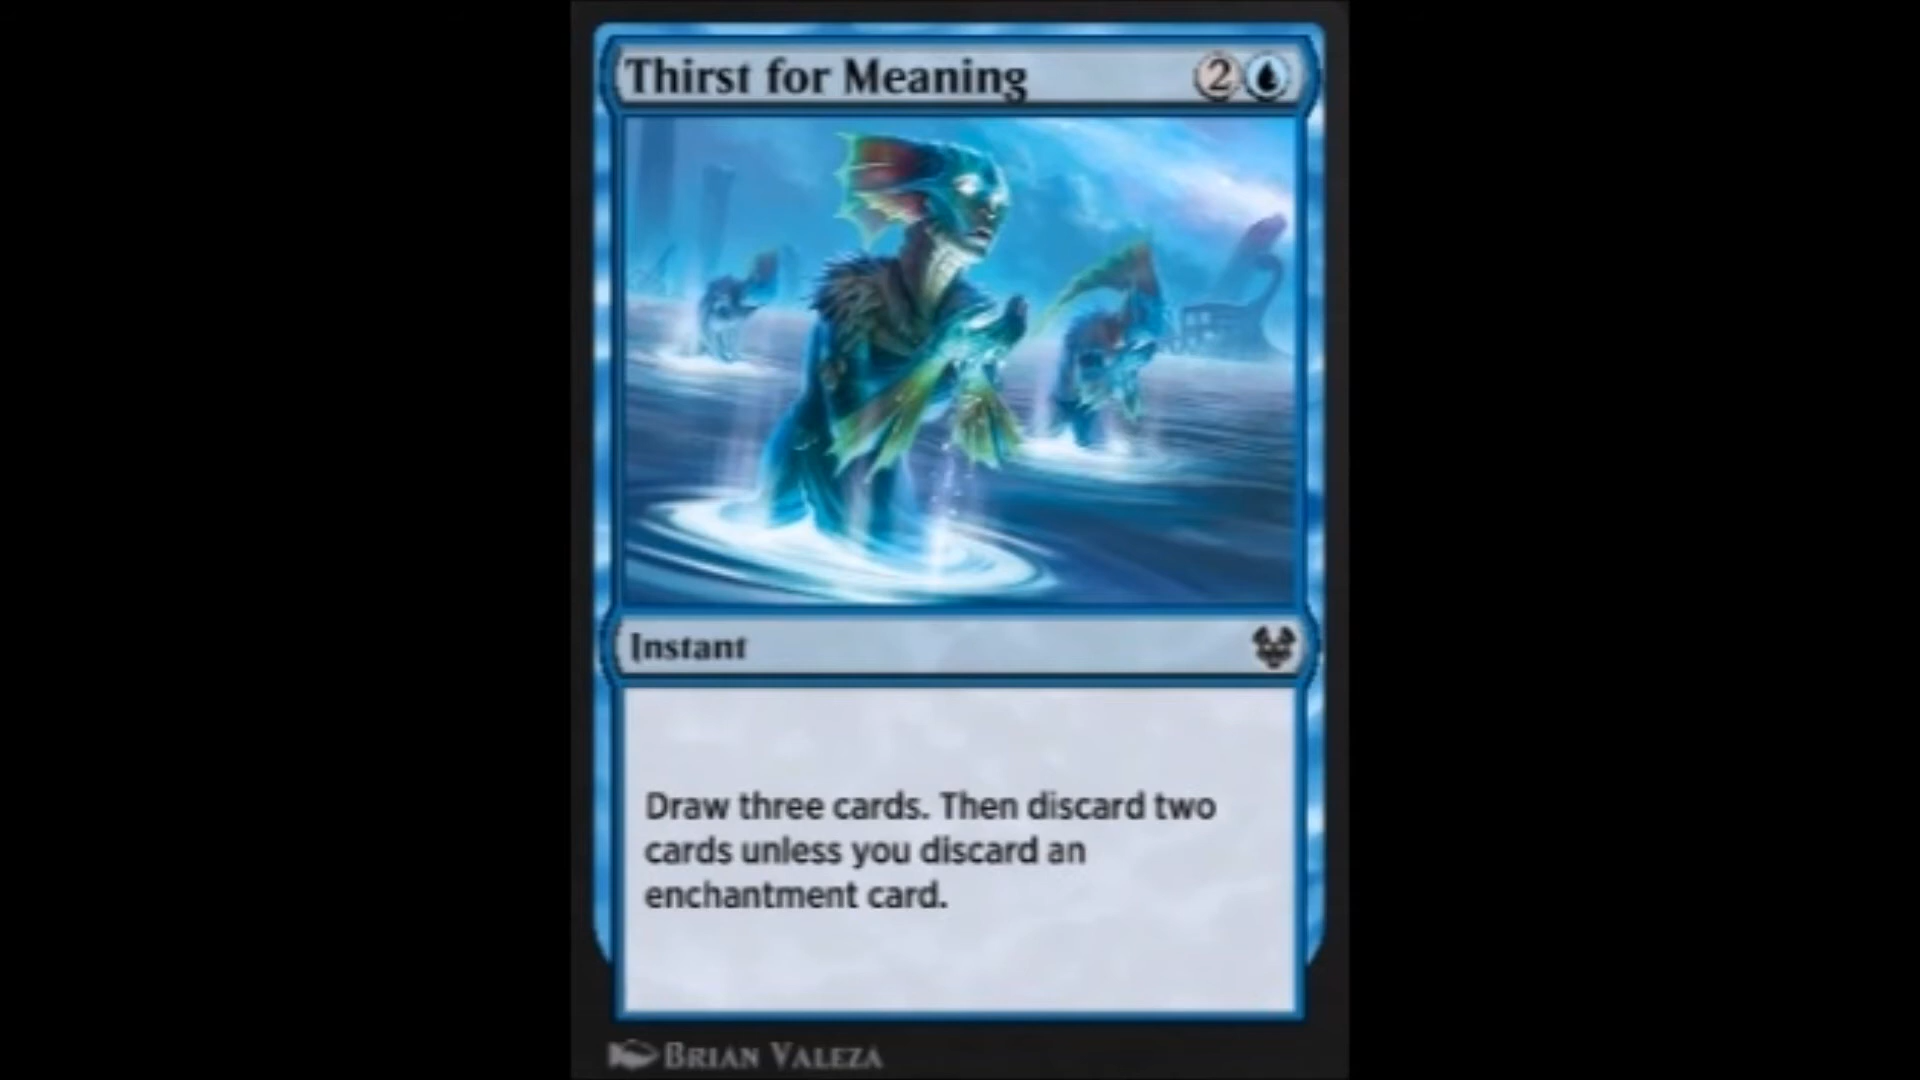 Thirst for Meaning 2
Instant
Draw three cards. Then discard two
cards unless you discard an
enchantment card.
Brian Valeza